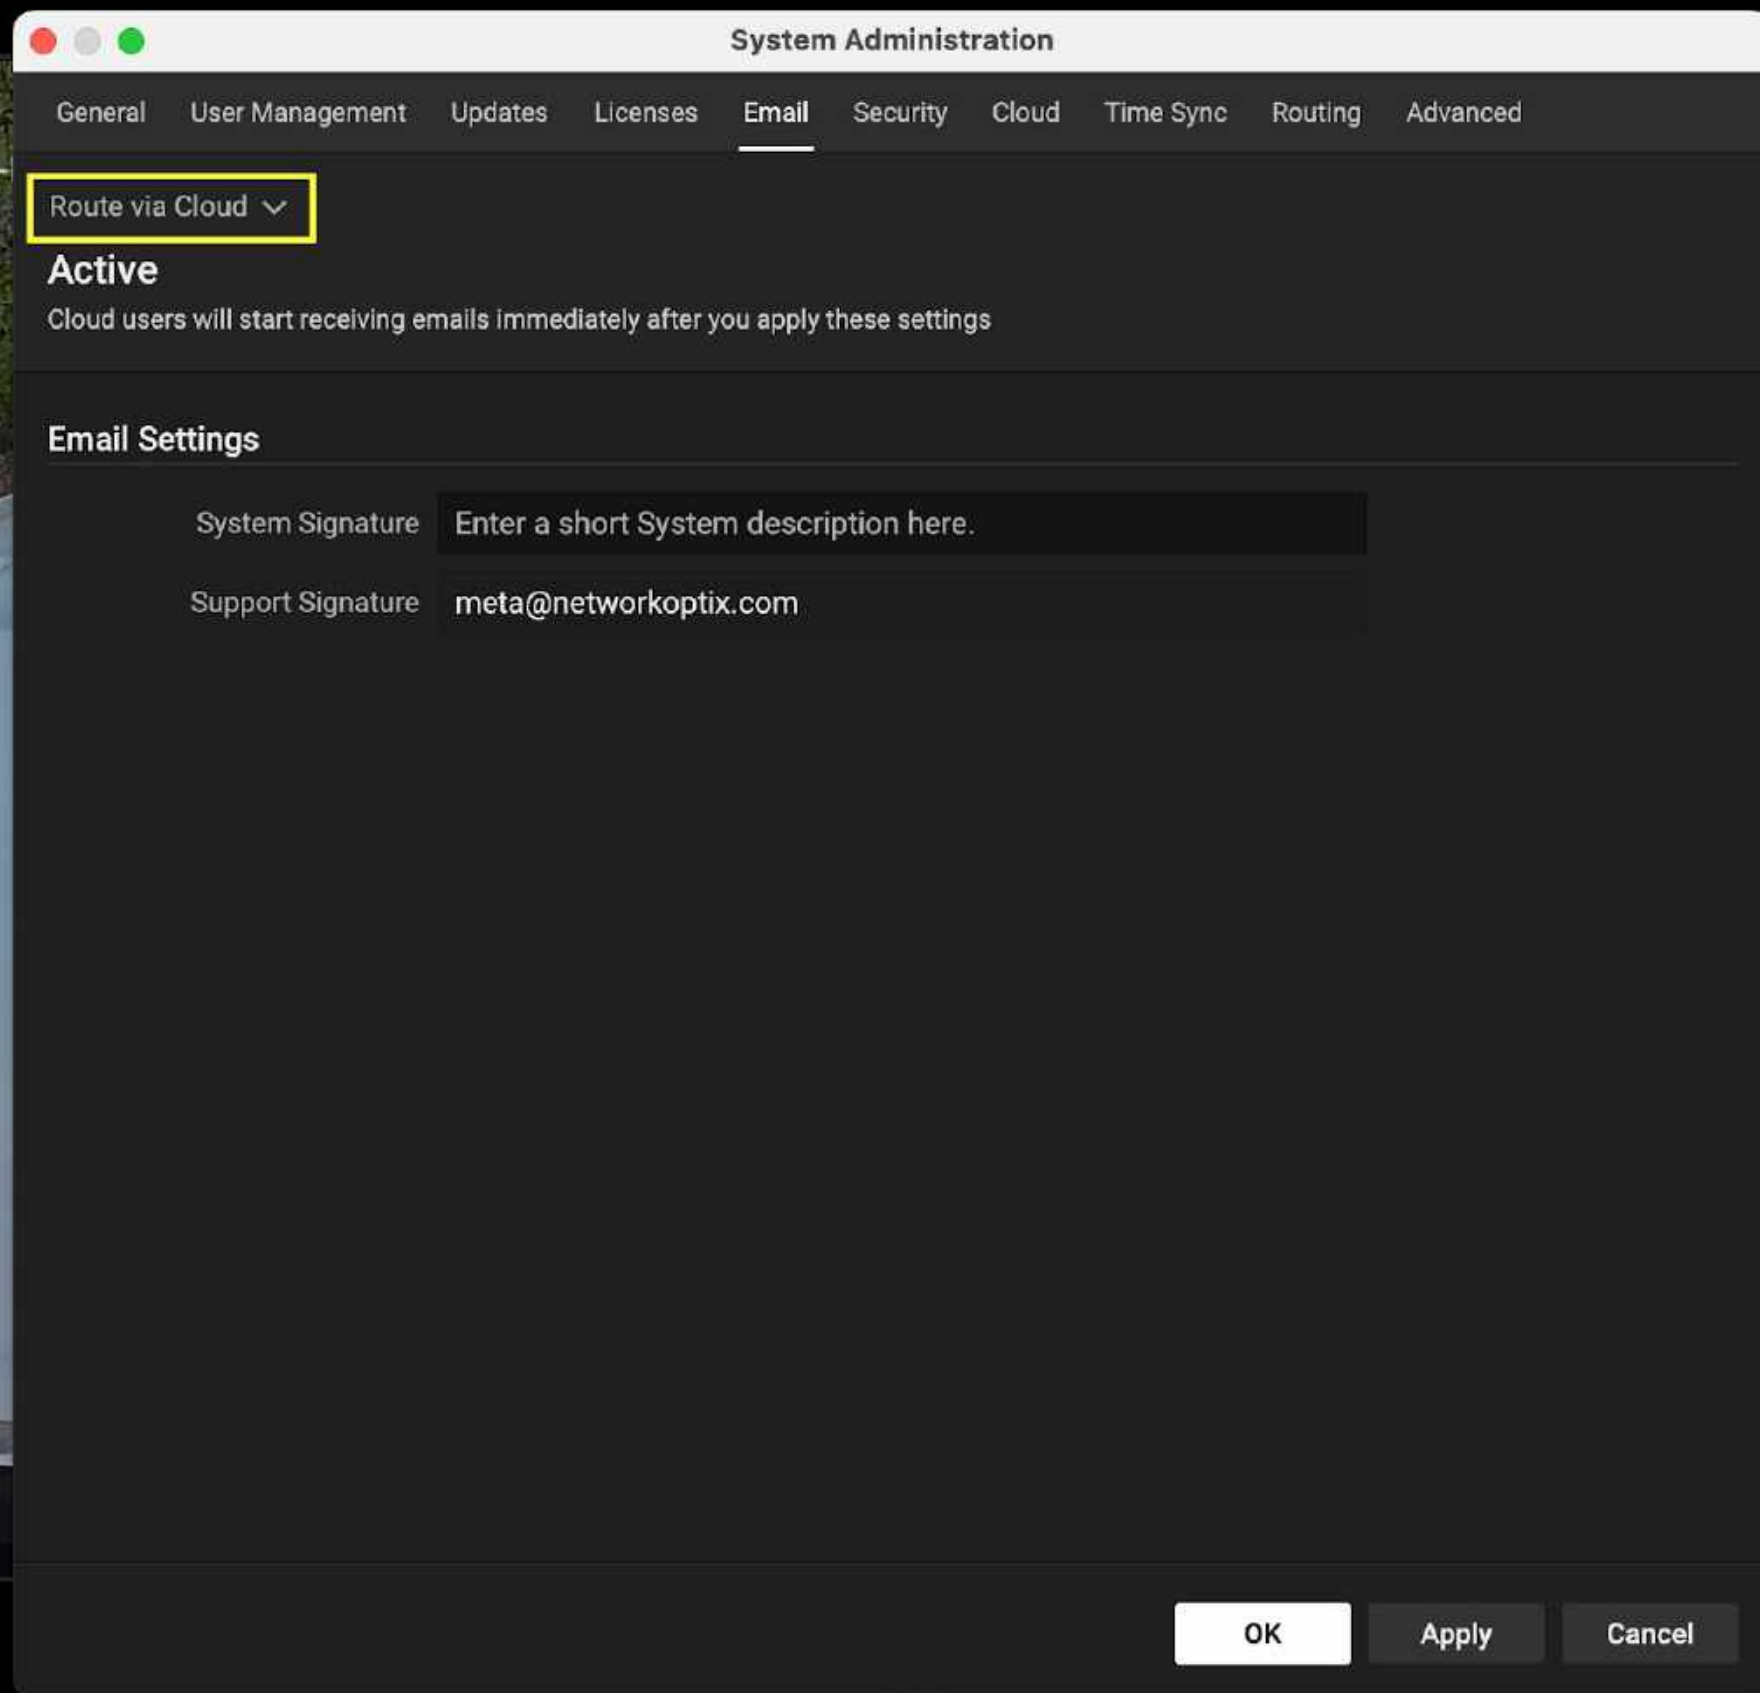 System Administration
General User Management Updates Licenses Email Security Cloud Time Sync Routing Advanced
Route via Cloud
Active
Cloud users will start receiving emails immediately after you apply these settings
Email Settings
System Signature Enter a short System description here.
Support Signature meta@networkoptix.com
OK Apply Cancel